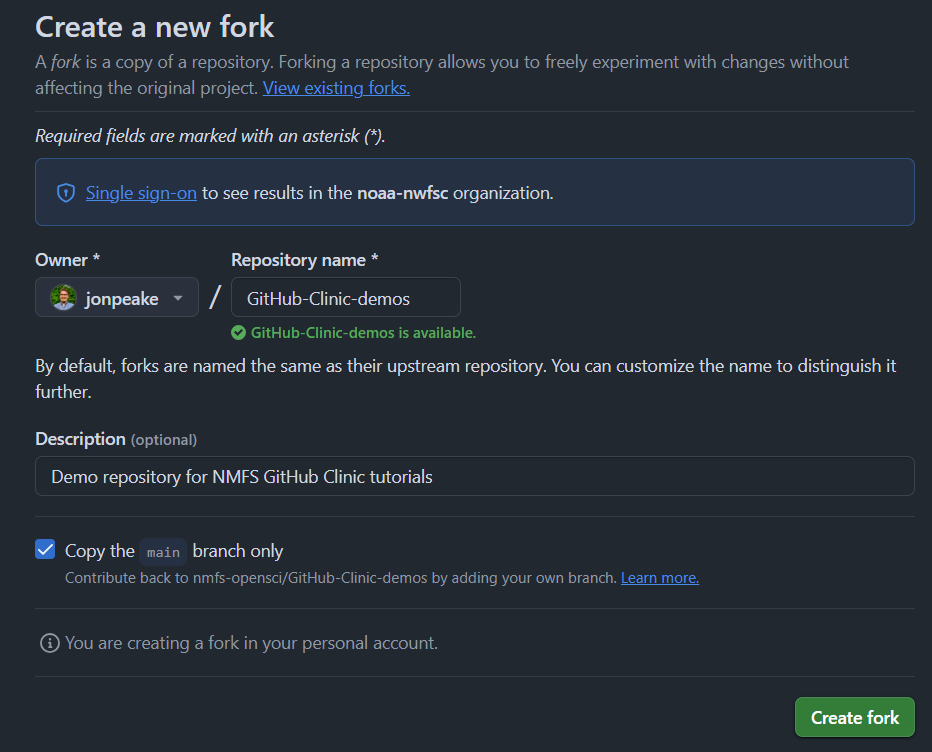 Create a new fork
A fork is a copy of a repository. Forking a repository allows you to freely experiment with changes without
affecting the original project. View existing forks.
Required fields are marked with an asterisk (*).
Single sign-on to see results in the noaa-nwfsc organization.
Owner * Repository name *
jonpeake / GitHub-Clinic-demos
GitHub-Clinic-demos is available.
By default, forks are named the same as their upstream repository. You can customize the name to distinguish it
further.
Description (optional)
Demo repository for NMFS GitHub Clinic tutorials
Copy the main branch only
Contribute back to nmfs-opensci/GitHub-Clinic-demos by adding your own branch. Learn more.
You are creating a fork in your personal account.
Create fork